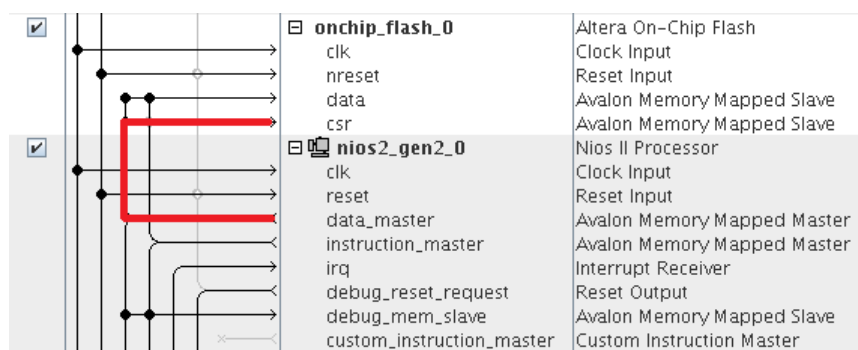 onchip_flash_0 Altera On-Chip Flash
clk Clock Input
nreset Reset Input
data Avalon Memory Mapped Slave
csr Avalon Memory Mapped Slave
nios2_gen2_0 Nios II Processor
clk Clock Input
reset Reset Input
data_master Avalon Memory Mapped Master
instruction_master Avalon Memory Mapped Master
irq Interrupt Receiver
debug_reset_request Reset Output
debug_mem_slave Avalon Memory Mapped Slave
custom_instruction_master Custom Instruction Master